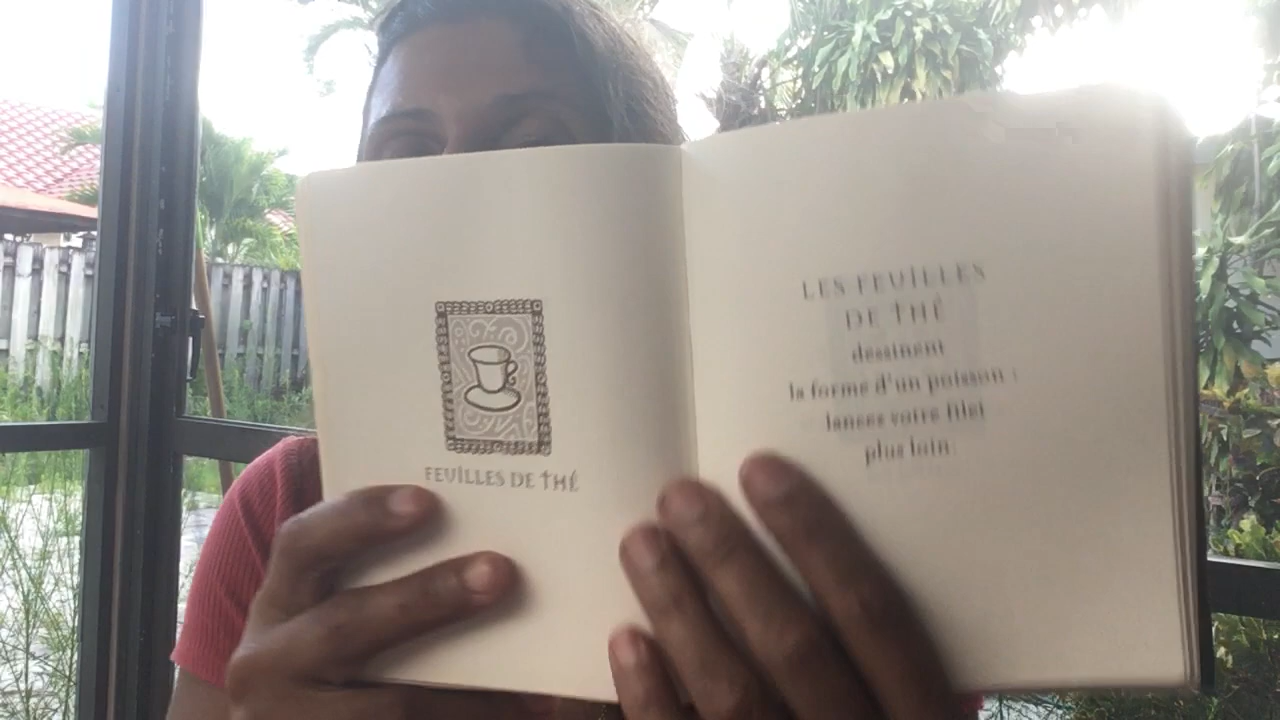 FEUILLES DE THÉ
LES FEUILLES
DE THÉ
dessinent
la forme d'un poisson :
lancez votre filet
plus loin.